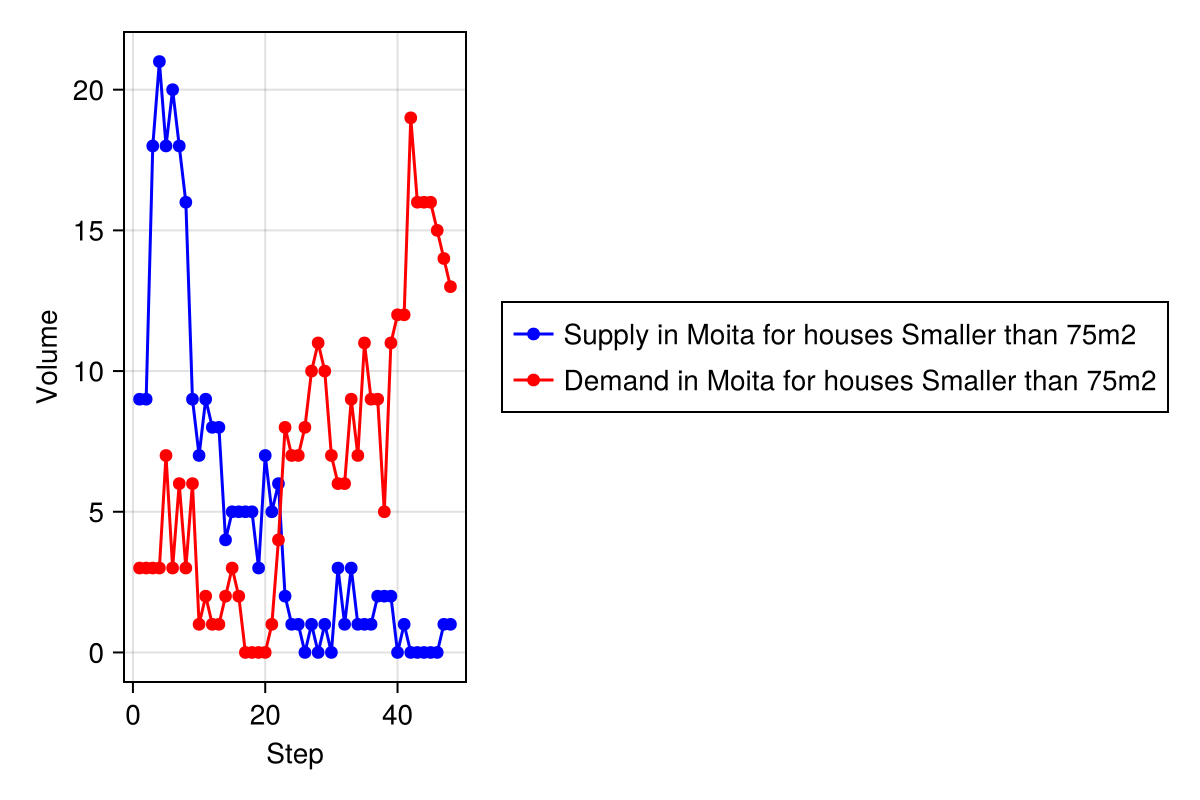 20
15
10
5
0
Volume
0 20 40
Step
Supply in Moita for houses Smaller than 75m2
Demand in Moita for houses Smaller than 75m2